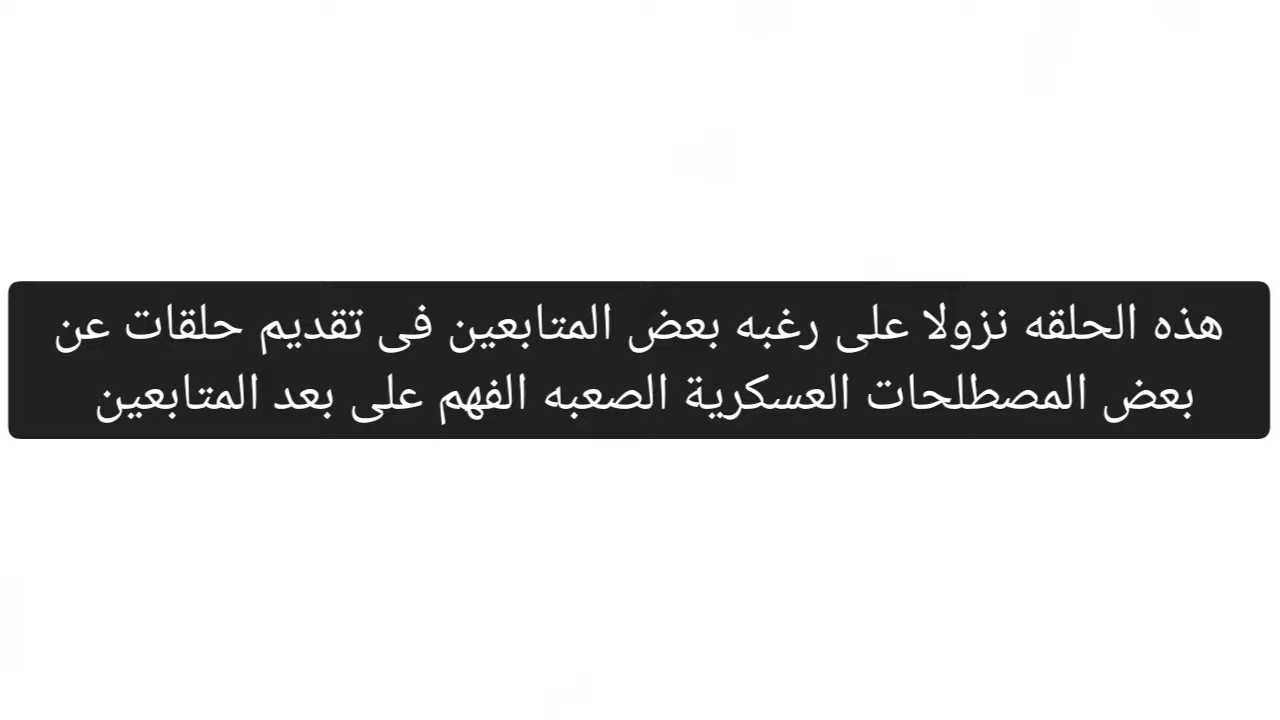 هذه الحلقه نزولا على رغبه بعض المتابعين فى تقديم حلقات عن
بعض المصطلحات العسكرية الصعبه الفهم على بعد المتابعين